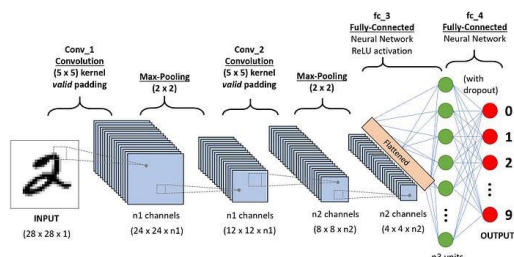 Conv_1
Convolution
(5 x 5) kernel
valid padding
Max-Pooling
(2 x 2)
Conv_2
Convolution
(5 x 5) kernel
valid padding
Max-Pooling
(2 x 2)
fc_3
Fully-Connected
Neural Network
ReLU activation
fc_4
Fully-Connected
Neural Network
(with
dropout)
Flattened
0
1
2
9
INPUT
(28 x 28 x 1)
n1 channels
(24 x 24 x n1)
n1 channels
(12 x 12 x n1)
n2 channels
(8 x 8 x n2)
n2 channels
(4 x 4 x n2)
OUTPUT
n3 units